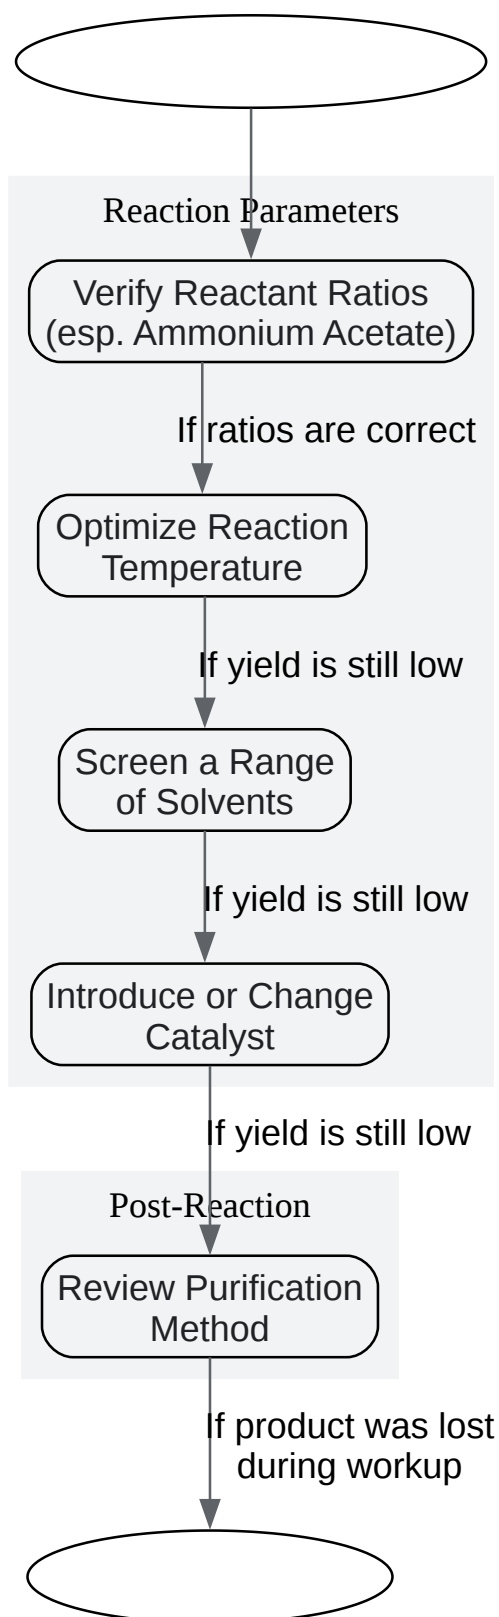 Reaction Parameters
Verify Reactant Ratios
(esp. Ammonium Acetate)
If ratios are correct
Optimize Reaction
Temperature
If yield is still low
Screen a Range
of Solvents
If yield is still low
Introduce or Change
Catalyst
If yield is still low
Post-Reaction
Review Purification
Method
If product was lost
during workup